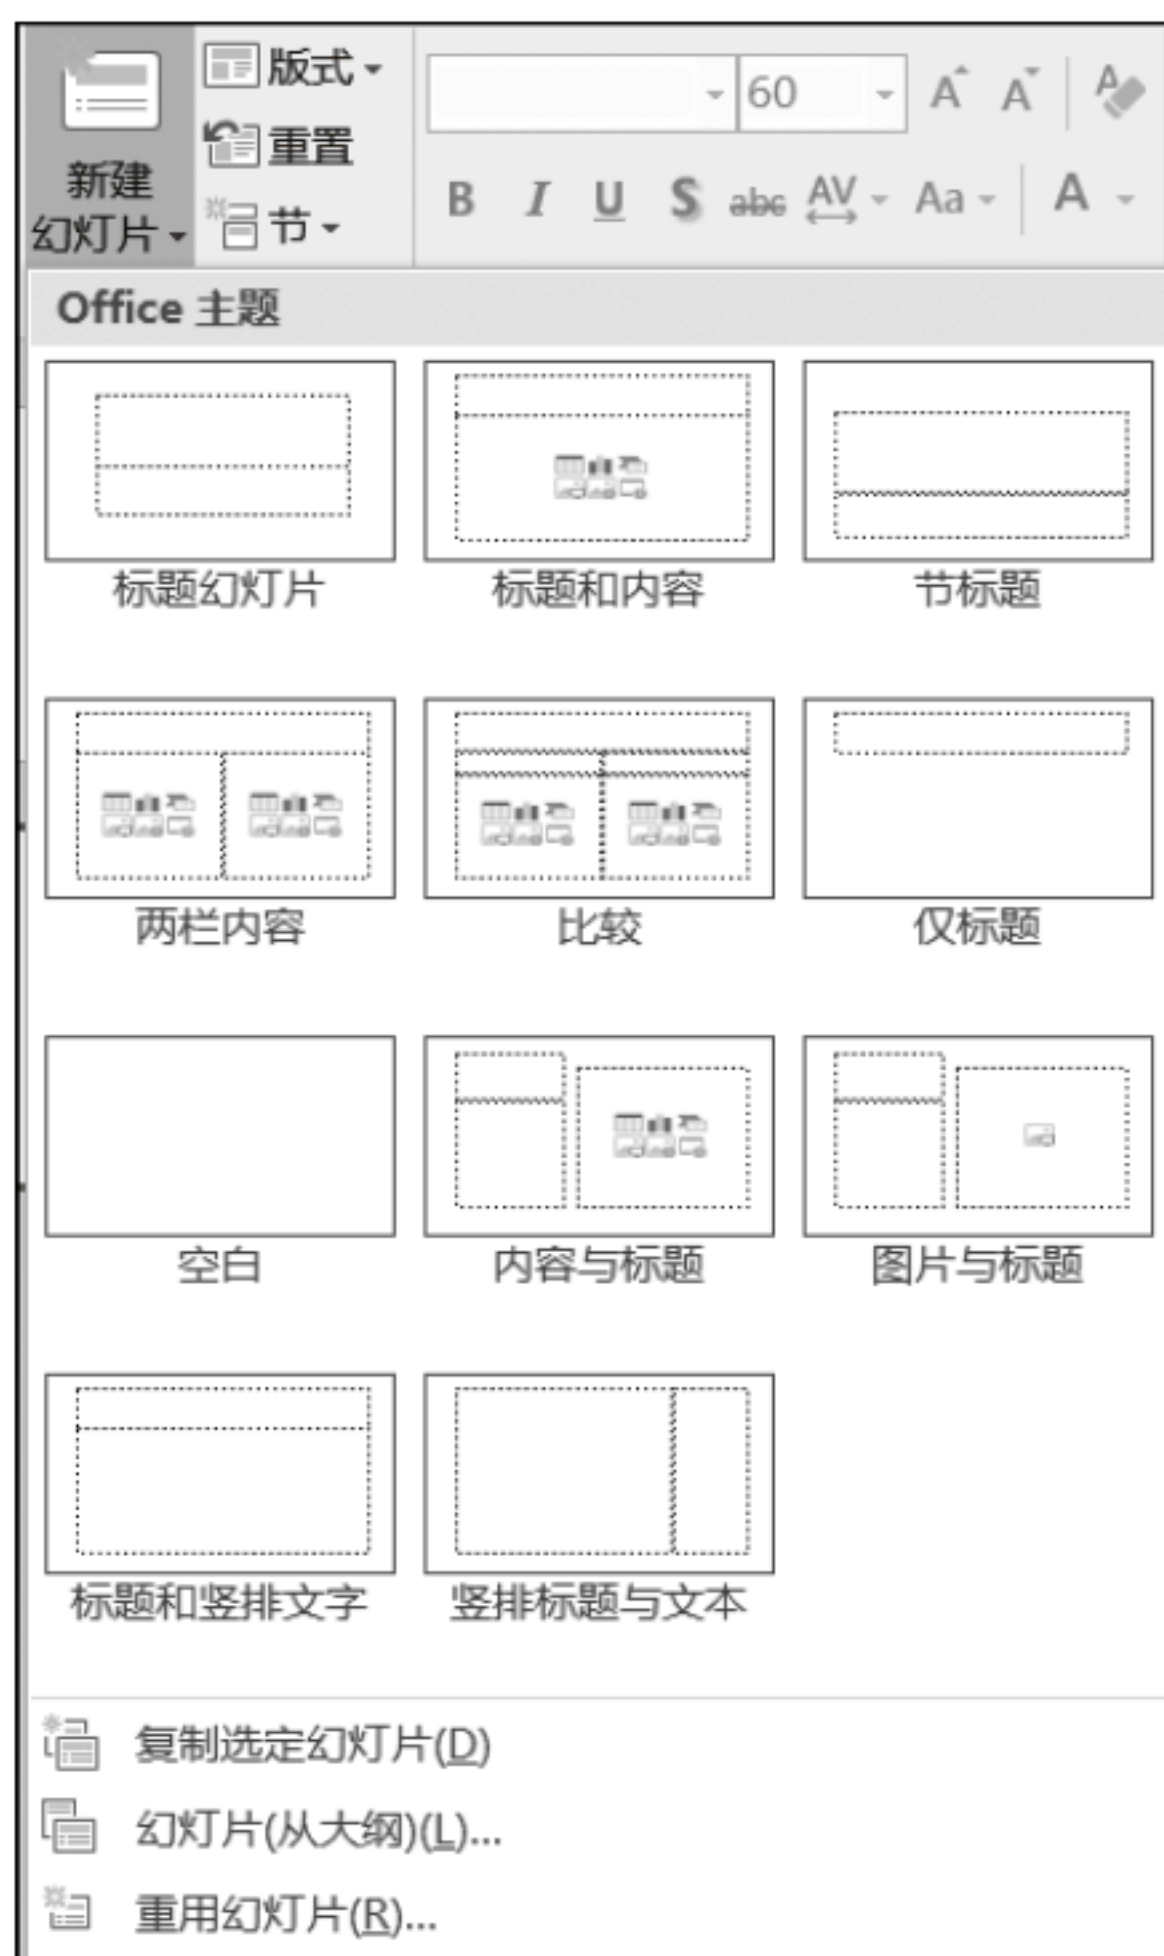 版式
60
A A A
重置
新建
幻灯片
节
B I U S abc AV Aa A
Office 主题
标题幻灯片 标题和内容 节标题
两栏内容 比较 仅标题
空白 内容与标题 图片与标题
标题和竖排文字 竖排标题与文本
复制选定幻灯片(D)
幻灯片(从大纲)(L)...
重用幻灯片(R)...